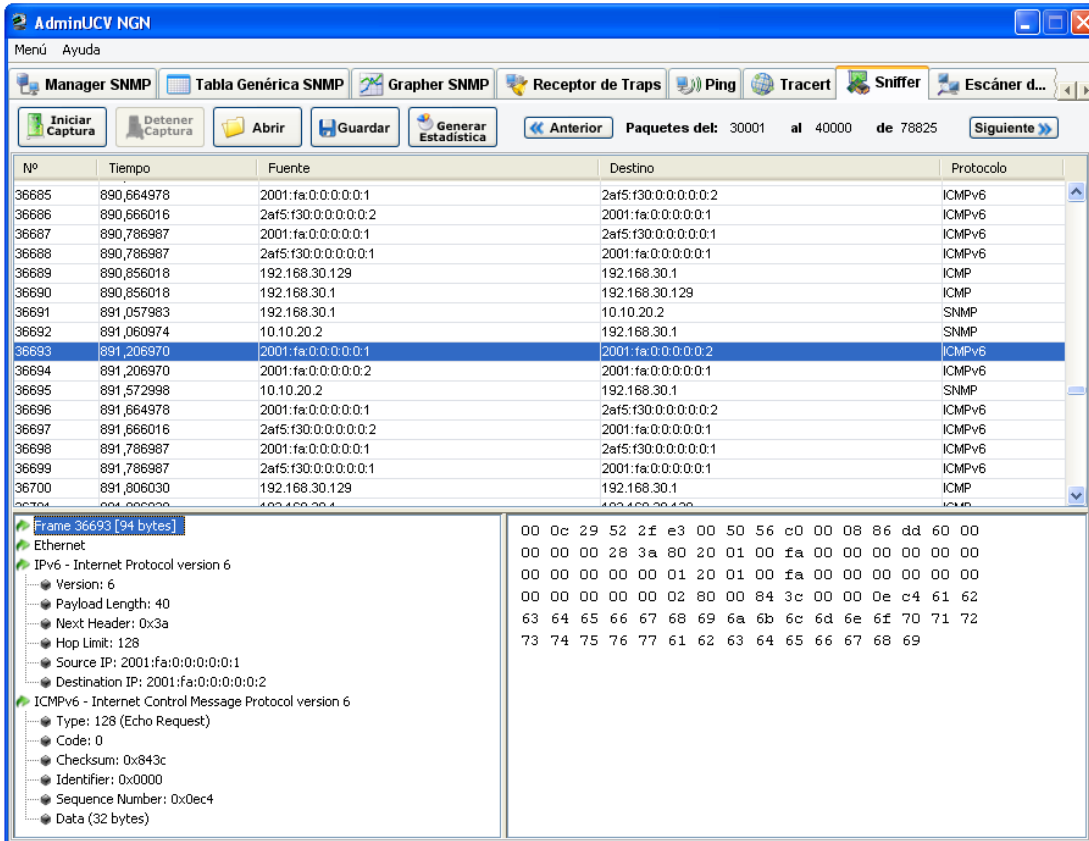 AdminUCV NGN
Menú Ayuda
Manager SNMP Tabla Genérica SNMP Grapher SNMP Receptor de Traps Ping Tracert Sniffer Escáner d...
Iniciar Captura Detener Captura Abrir Guardar Generar Estadística Anterior Paquetes del: 30001 al 40000 de 78825 Siguiente
Nº Tiempo Fuente Destino Protocolo
36685 890,664978 2001:fa:0:0:0:0:0:1 2af5:f30:0:0:0:0:0:2 ICMPv6
36686 890,666016 2af5:f30:0:0:0:0:0:2 2001:fa:0:0:0:0:0:1 ICMPv6
36687 890,786987 2001:fa:0:0:0:0:0:1 2af5:f30:0:0:0:0:0:1 ICMPv6
36688 890,786987 2af5:f30:0:0:0:0:0:1 2001:fa:0:0:0:0:0:1 ICMPv6
36689 890,856018 192.168.30.129 192.168.30.1 ICMP
36690 890,856018 192.168.30.1 192.168.30.129 ICMP
36691 891,057983 192.168.30.1 10.10.20.2 SNMP
36692 891,060974 10.10.20.2 192.168.30.1 SNMP
36693 891,206970 2001:fa:0:0:0:0:0:1 2001:fa:0:0:0:0:0:2 ICMPv6
36694 891,206970 2001:fa:0:0:0:0:0:2 2001:fa:0:0:0:0:0:1 ICMPv6
36695 891,572998 10.10.20.2 192.168.30.1 SNMP
36696 891,664978 2001:fa:0:0:0:0:0:1 2af5:f30:0:0:0:0:0:2 ICMPv6
36697 891,666016 2af5:f30:0:0:0:0:0:2 2001:fa:0:0:0:0:0:1 ICMPv6
36698 891,786987 2001:fa:0:0:0:0:0:1 2af5:f30:0:0:0:0:0:1 ICMPv6
36699 891,786987 2af5:f30:0:0:0:0:0:1 2001:fa:0:0:0:0:0:1 ICMPv6
36700 891,806030 192.168.30.129 192.168.30.1 ICMP
Frame 36693 [94 bytes]
Ethernet
IPv6 - Internet Protocol version 6
Version: 6
Payload Length: 40
Next Header: 0x3a
Hop Limit: 128
Source IP: 2001:fa:0:0:0:0:0:1
Destination IP: 2001:fa:0:0:0:0:0:2
ICMPv6 - Internet Control Message Protocol version 6
Type: 128 (Echo Request)
Code: 0
Checksum: 0x843c
Identifier: 0x0000
Sequence Number: 0x0ec4
Data (32 bytes)
00 0c 29 52 2f e3 00 50 56 c0 00 08 86 dd 60 00
00 00 00 28 3a 80 20 01 00 fa 00 00 00 00 00 00
00 00 00 00 00 01 20 01 00 fa 00 00 00 00 00 00
00 00 00 00 00 02 80 00 84 3c 00 00 0e c4 61 62
63 64 65 66 67 68 69 6a 6b 6c 6d 6e 6f 70 71 72
73 74 75 76 77 61 62 63 64 65 66 67 68 69